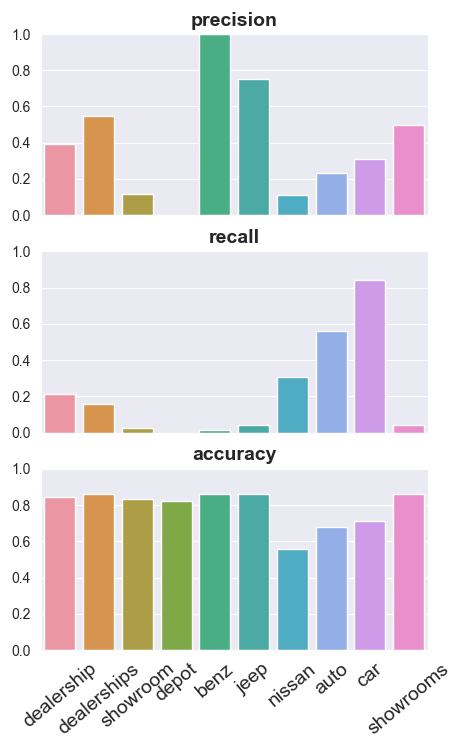 precision
1.0
0.8
0.6
0.4
0.2
0.0
recall
1.0
0.8
0.6
0.4
0.2
0.0
accuracy
1.0
0.8
0.6
0.4
0.2
0.0
dealership
dealerships
showroom
depot
benz
jeep
nissan
auto
car
showrooms